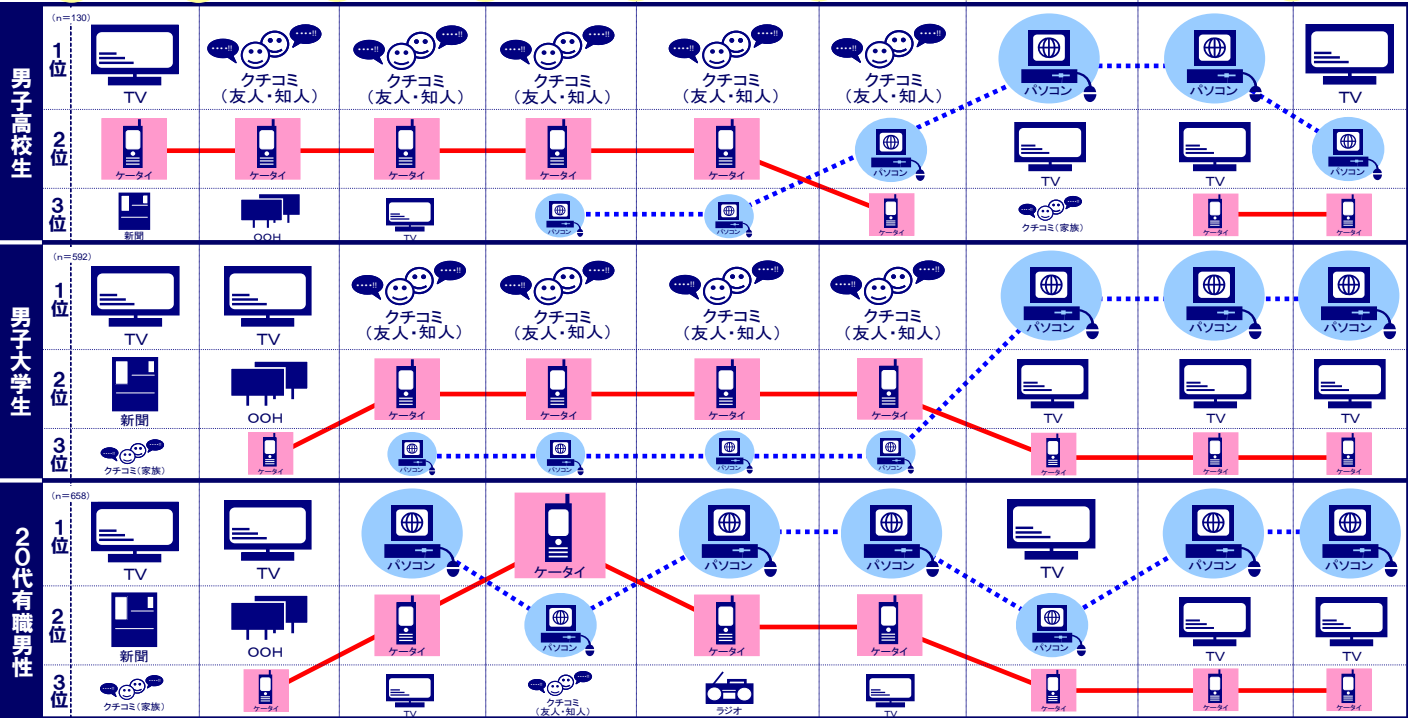 男子高校生
(n=130)
1位
TV
クチコミ
(友人・知人)
クチコミ
(友人・知人)
クチコミ
(友人・知人)
クチコミ
(友人・知人)
クチコミ
(友人・知人)
パソコン
パソコン
TV
2位
ケータイ
ケータイ
ケータイ
ケータイ
ケータイ
パソコン
TV
TV
パソコン
3位
新聞
OOH
TV
パソコン
パソコン
ケータイ
クチコミ(家族)
ケータイ
ケータイ
男子大学生
(n=592)
1位
TV
TV
クチコミ
(友人・知人)
クチコミ
(友人・知人)
クチコミ
(友人・知人)
クチコミ
(友人・知人)
パソコン
パソコン
パソコン
2位
新聞
OOH
ケータイ
ケータイ
ケータイ
ケータイ
TV
TV
TV
3位
クチコミ(家族)
ケータイ
パソコン
パソコン
パソコン
パソコン
ケータイ
ケータイ
ケータイ
20代有職男性
(n=658)
1位
TV
TV
パソコン
ケータイ
パソコン
パソコン
TV
パソコン
パソコン
2位
新聞
OOH
ケータイ
パソコン
ケータイ
ケータイ
パソコン
TV
TV
3位
クチコミ(家族)
ケータイ
TV
クチコミ
(友人・知人)
ラジオ
TV
ケータイ
ケータイ
ケータイ